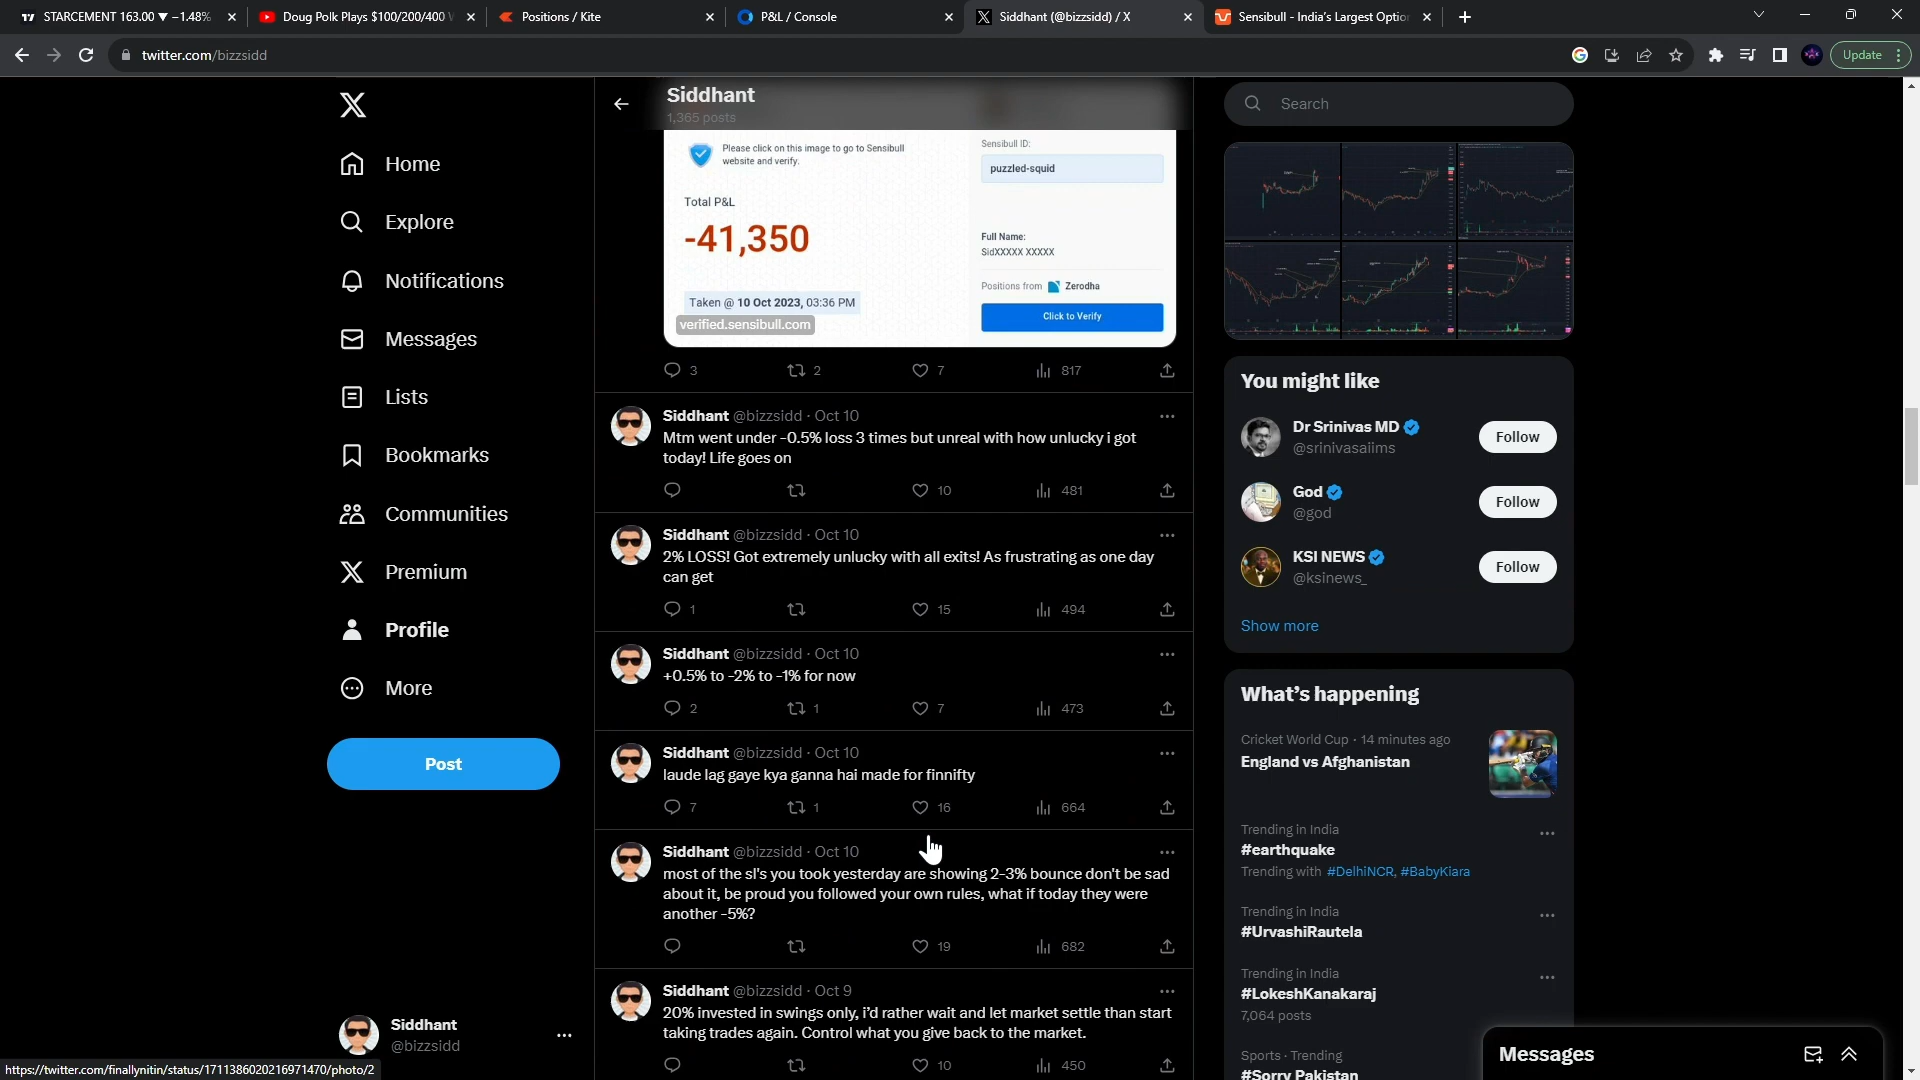 STARCEMENT 163.00 ▼ −1.48%
Doug Polk Plays $100/200/400
Positions / Kite
P&L / Console
Siddhant (@bizzsidd) / X
Sensibull - India's Largest Optio
twitter.com/bizzsidd
Update
Home
Explore
Notifications
Messages
Lists
Bookmarks
Communities
Premium
Profile
More
Post
Siddhant
@bizzsidd
https://twitter.com/finallynitin/status/1711386020216971470/photo/2
Siddhant
1,365 posts
Please click on this image to go to Sensibull
website and verify.
Total P&L
-41,350
Taken @ 10 Oct 2023, 03:36 PM
verified.sensibull.com
Sensibull ID:
puzzled-squid
Full Name:
SidXXXXX XXXXX
Positions from Zerodha
Click to Verify
3 2 7 817
Siddhant @bizzsidd · Oct 10
Mtm went under -0.5% loss 3 times but unreal with how unlucky i got
today! Life goes on
10 481
Siddhant @bizzsidd · Oct 10
2% LOSS! Got extremely unlucky with all exits! As frustrating as one day
can get
1 15 494
Siddhant @bizzsidd · Oct 10
+0.5% to -2% to -1% for now
2 1 7 473
Siddhant @bizzsidd · Oct 10
laude lag gaye kya ganna hai made for finnifty
7 1 16 664
Siddhant @bizzsidd · Oct 10
most of the sl's you took yesterday are showing 2-3% bounce don't be sad
about it, be proud you followed your own rules, what if today they were
another -5%?
19 682
Siddhant @bizzsidd · Oct 9
20% invested in swings only, i'd rather wait and let market settle than start
taking trades again. Control what you give back to the market.
10 450
Search
You might like
Dr Srinivas MD
@srinivasaiims
Follow
God
@god
Follow
KSI NEWS
@ksinews_
Follow
Show more
What's happening
Cricket World Cup · 14 minutes ago
England vs Afghanistan
Trending in India
#earthquake
Trending with #DelhiNCR, #BabyKiara
Trending in India
#UrvashiRautela
Trending in India
#LokeshKanakaraj
7,064 posts
Sports · Trending
#Sorry Pakistan
Messages